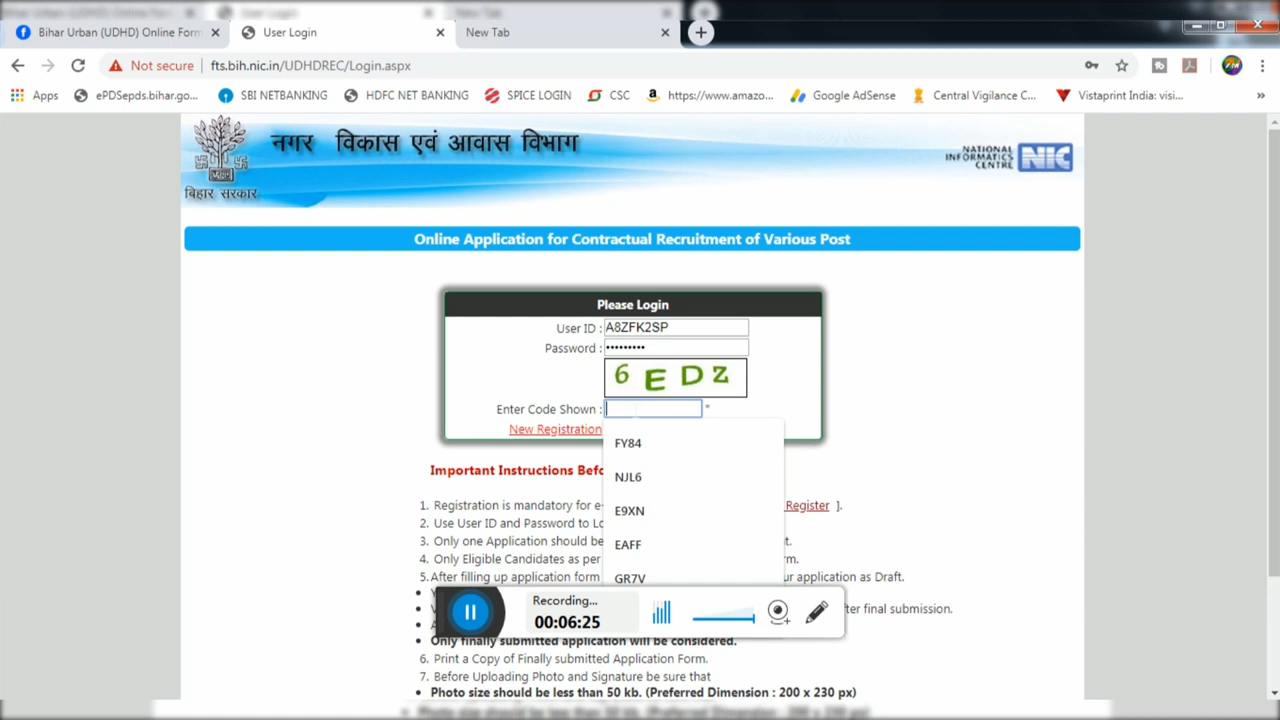 Bihar Urban (UDHD) Online Form
User Login
New Tab
Not secure
fts.bih.nic.in/UDHDREC/Login.aspx
Apps
ePDSepds.bihar.go...
SBI NETBANKING
HDFC NET BANKING
SPICE LOGIN
CSC
https://www.amazo...
Google AdSense
Central Vigilance C...
Vistaprint India: visi...
»
नगर विकास एवं आवास विभाग
NATIONAL
INFORMATICS
CENTRE
NIC
बिहार सरकार
Online Application for Contractual Recruitment of Various Post
Please Login
User ID : A8ZFK2SP
Password : •••••••••
6 E D Z
Enter Code Shown : *
New Registration
FY84
NJL6
E9XN
EAFF
GR7V
Important Instructions Befo
1. Registration is mandatory for e
Register ].
2. Use User ID and Password to Lo
3. Only one Application should be
4. Only Eligible Candidates as per
5.After filling up application form
ur application as Draft.
fter final submission.
Recording...
00:06:25
Only finally submitted application will be considered.
6. Print a Copy of Finally submitted Application Form.
7. Before Uploading Photo and Signature be sure that
• Photo size should be less than 50 kb. (Preferred Dimension : 200 x 230 px)